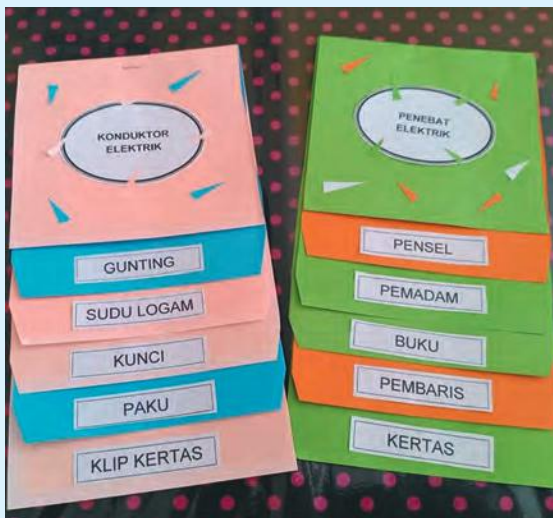 KONDUKTOR
ELEKTRIK
GUNTING
SUDU LOGAM
KUNCI
PAKU
KLIP KERTAS
PENEBAT
ELEKTRIK
PENSEL
PEMADAM
BUKU
PEMBARIS
KERTAS